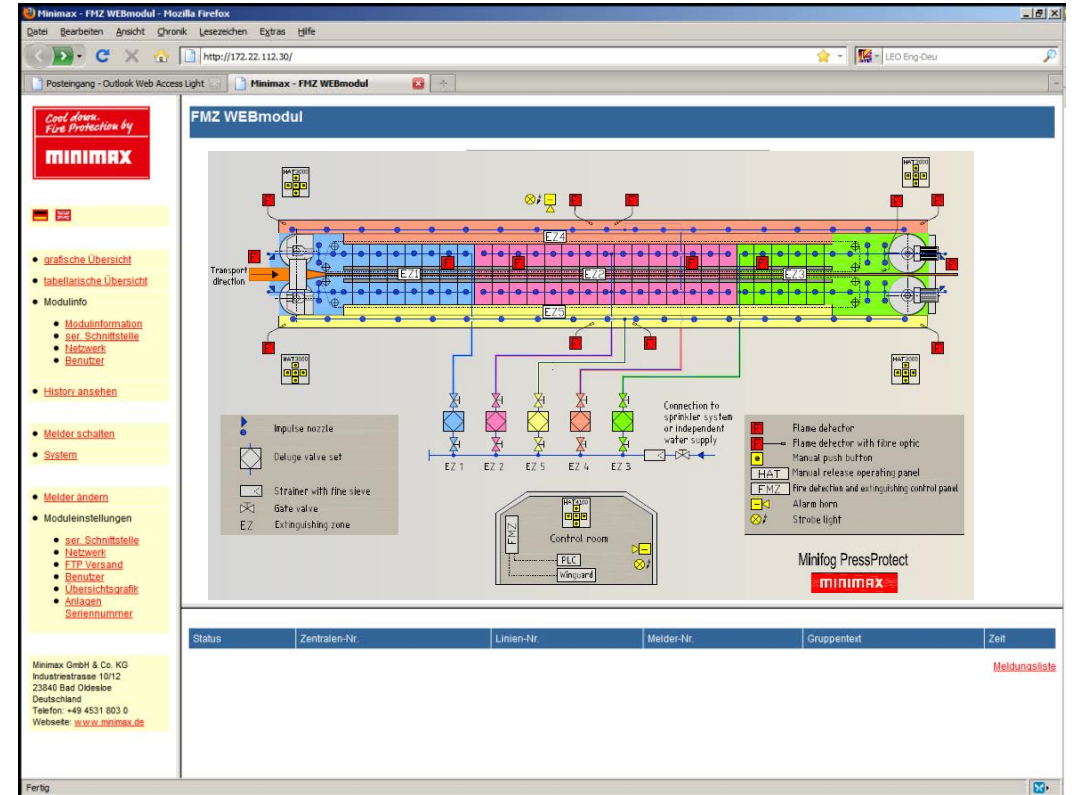 Minimax - FMZ WEBmodul - Mozilla Firefox
Datei Bearbeiten Ansicht Chronik Lesezeichen Extras Hilfe
http://172.22.112.30/
LEO Eng-Deu
Posteingang - Outlook Web Access Light
Minimax - FMZ WEBmodul
Cool down.
Fire Protection by
MINIMAX
grafische Übersicht
tabellarische Übersicht
Modulinfo
Modulinformation
ser. Schnittstelle
Netzwerk
Benutzer
History ansehen
Melder schalten
System
Melder ändern
Moduleinstellungen
ser. Schnittstelle
Netzwerk
FTP Versand
Benutzer
Übersichtsgrafik
Anlagen
Seriennummer
Minimax GmbH & Co. KG
Industriestrasse 10/12
23840 Bad Oldesloe
Deutschland
Telefon: +49 4531 803 0
Webseite: www.minimax.de
FMZ WEBmodul
HAT3000
HAT3000
F F F F F F
EZ4
F F F F F
Transport
direction
EZ1 EZ2 EZ3
EZ5
F F F F
HAT3000
HAT3000
Connection to
sprinkler system
or independent
water supply
EZ 1 EZ 2 EZ 5 EZ 4 EZ 3
Impulse nozzle
Deluge valve set
Strainer with fine sieve
Gate valve
EZ Extinguishing zone
HAT4100
Control room
FMZ
PLC
Winguard
F Flame detector
F Flame detector with fibre optic
Manual push button
HAT Manual release operating panel
FMZ Fire detection and extinguishing control panel
Alarm horn
Strobe light
Minifog PressProtect
MINIMAX
Status Zentralen-Nr. Linien-Nr. Melder-Nr. Gruppentext Zeit
Meldungsliste
Fertig